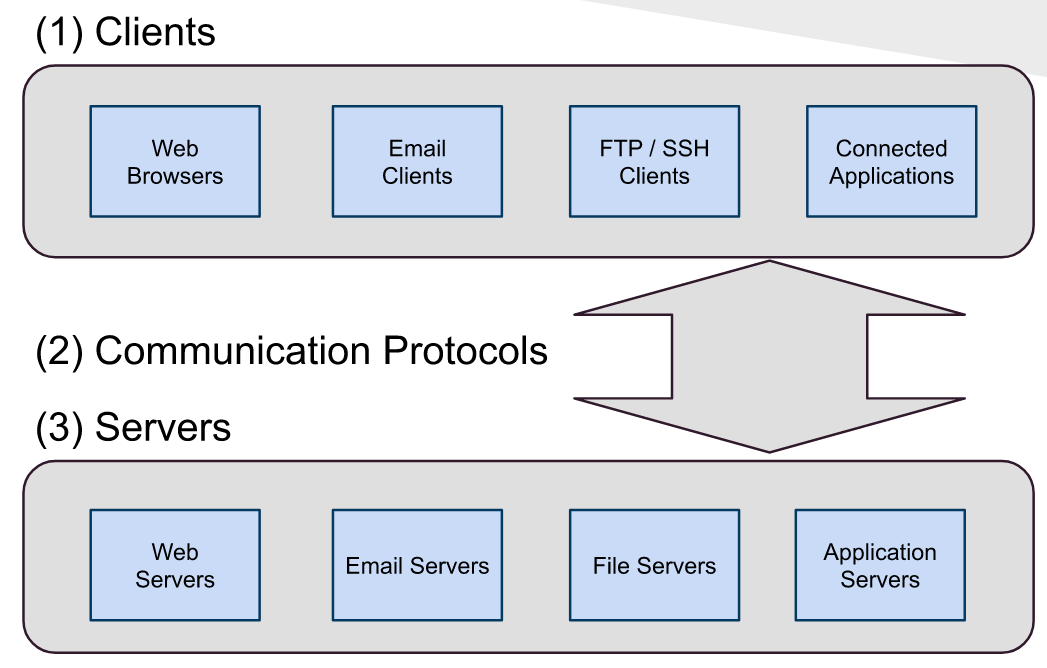 (1) Clients
Web
Browsers
Email
Clients
FTP / SSH
Clients
Connected
Applications
(2) Communication Protocols
(3) Servers
Web
Servers
Email Servers
File Servers
Application
Servers